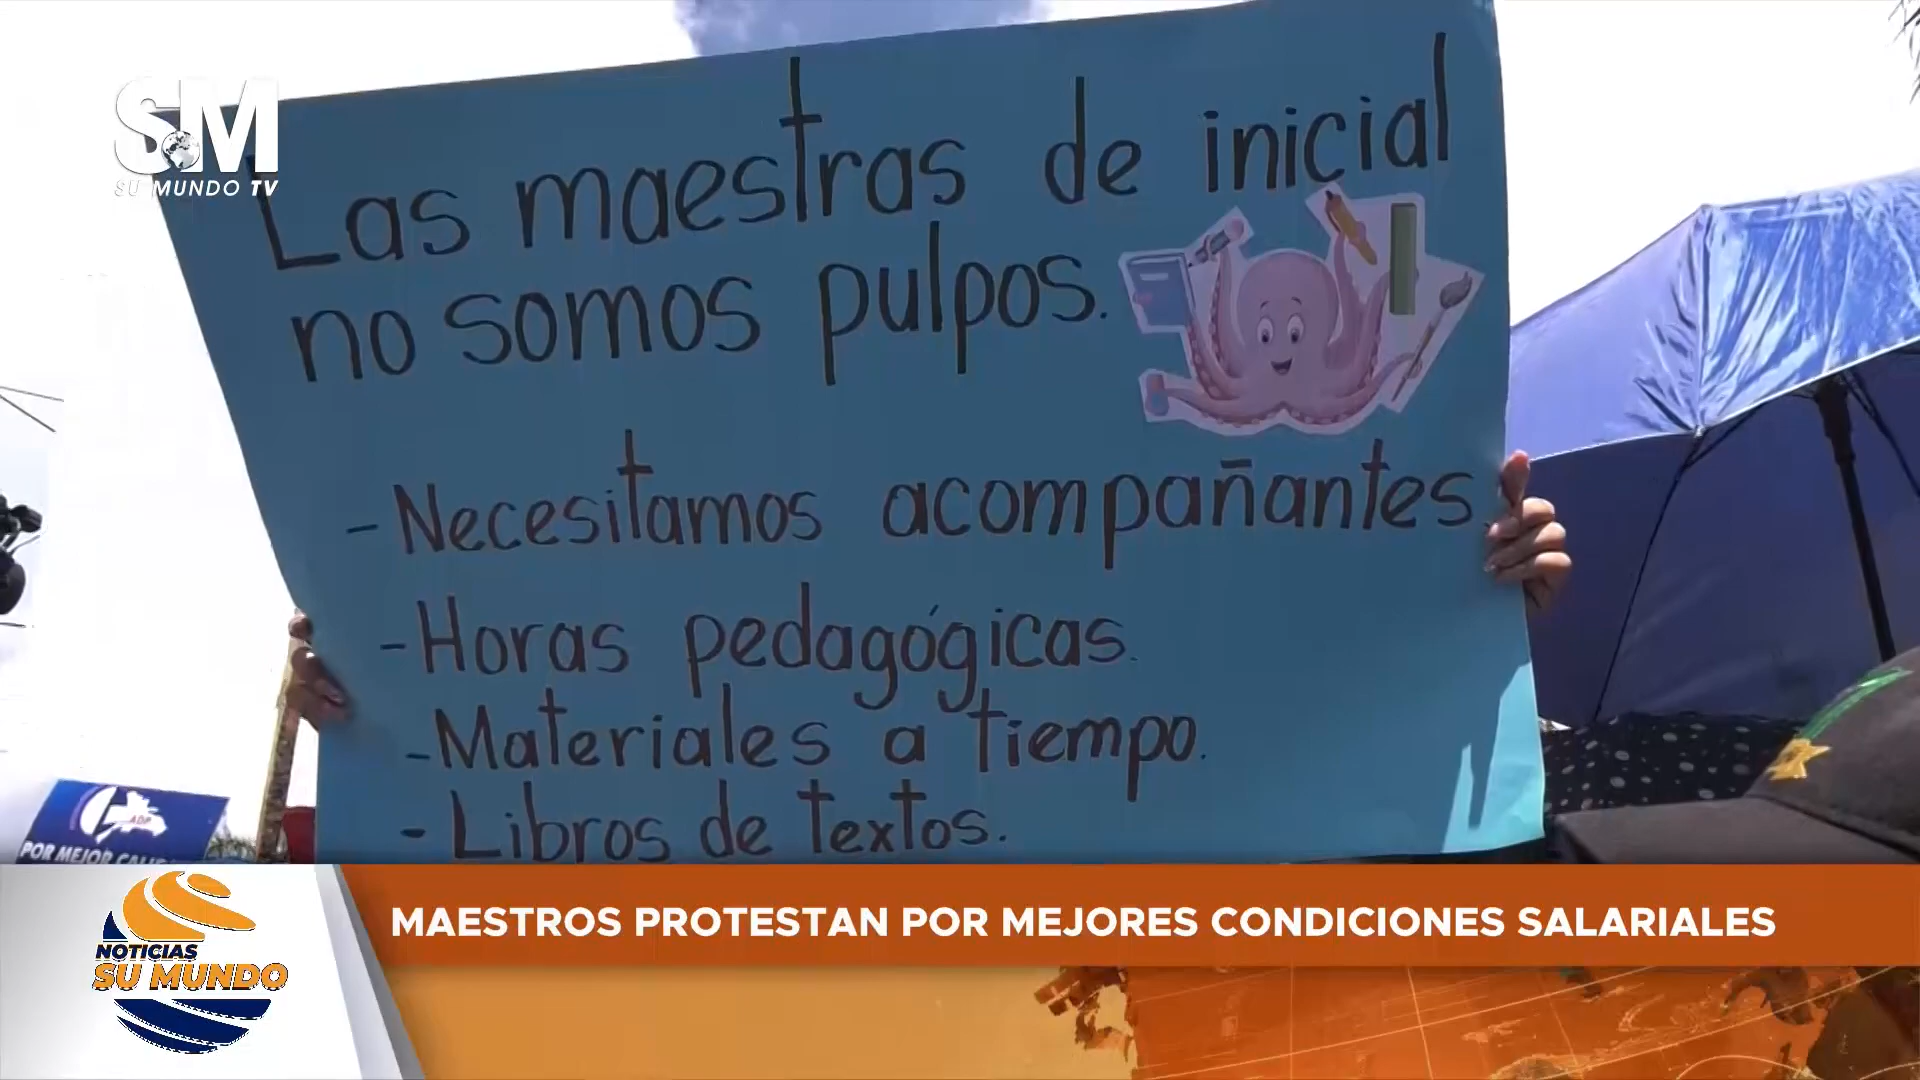 SM
SU MUNDO TV
Las maestras de inicial
no somos pulpos.
- Necesitamos acompañantes.
- Horas pedagógicas.
- Materiales a tiempo.
- Libros de textos.
ADP
POR MEJOR
MAESTROS PROTESTAN POR MEJORES CONDICIONES SALARIALES
NOTICIAS
SU MUNDO